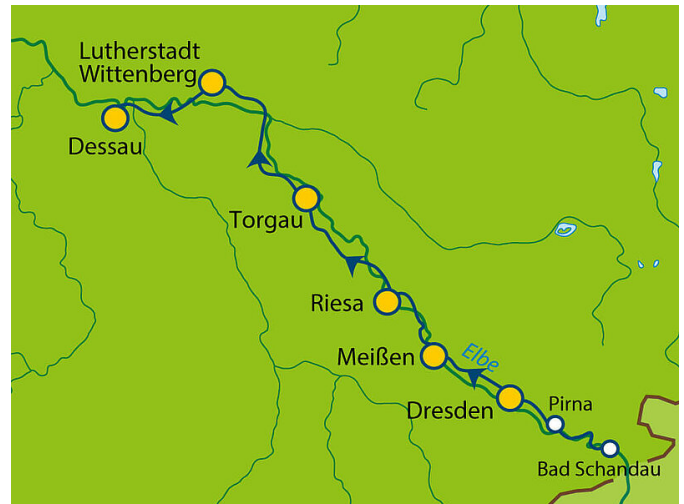 Lutherstadt
Wittenberg
Dessau
Torgau
Riesa
Meißen
Elbe
Dresden
Pirna
Bad Schandau